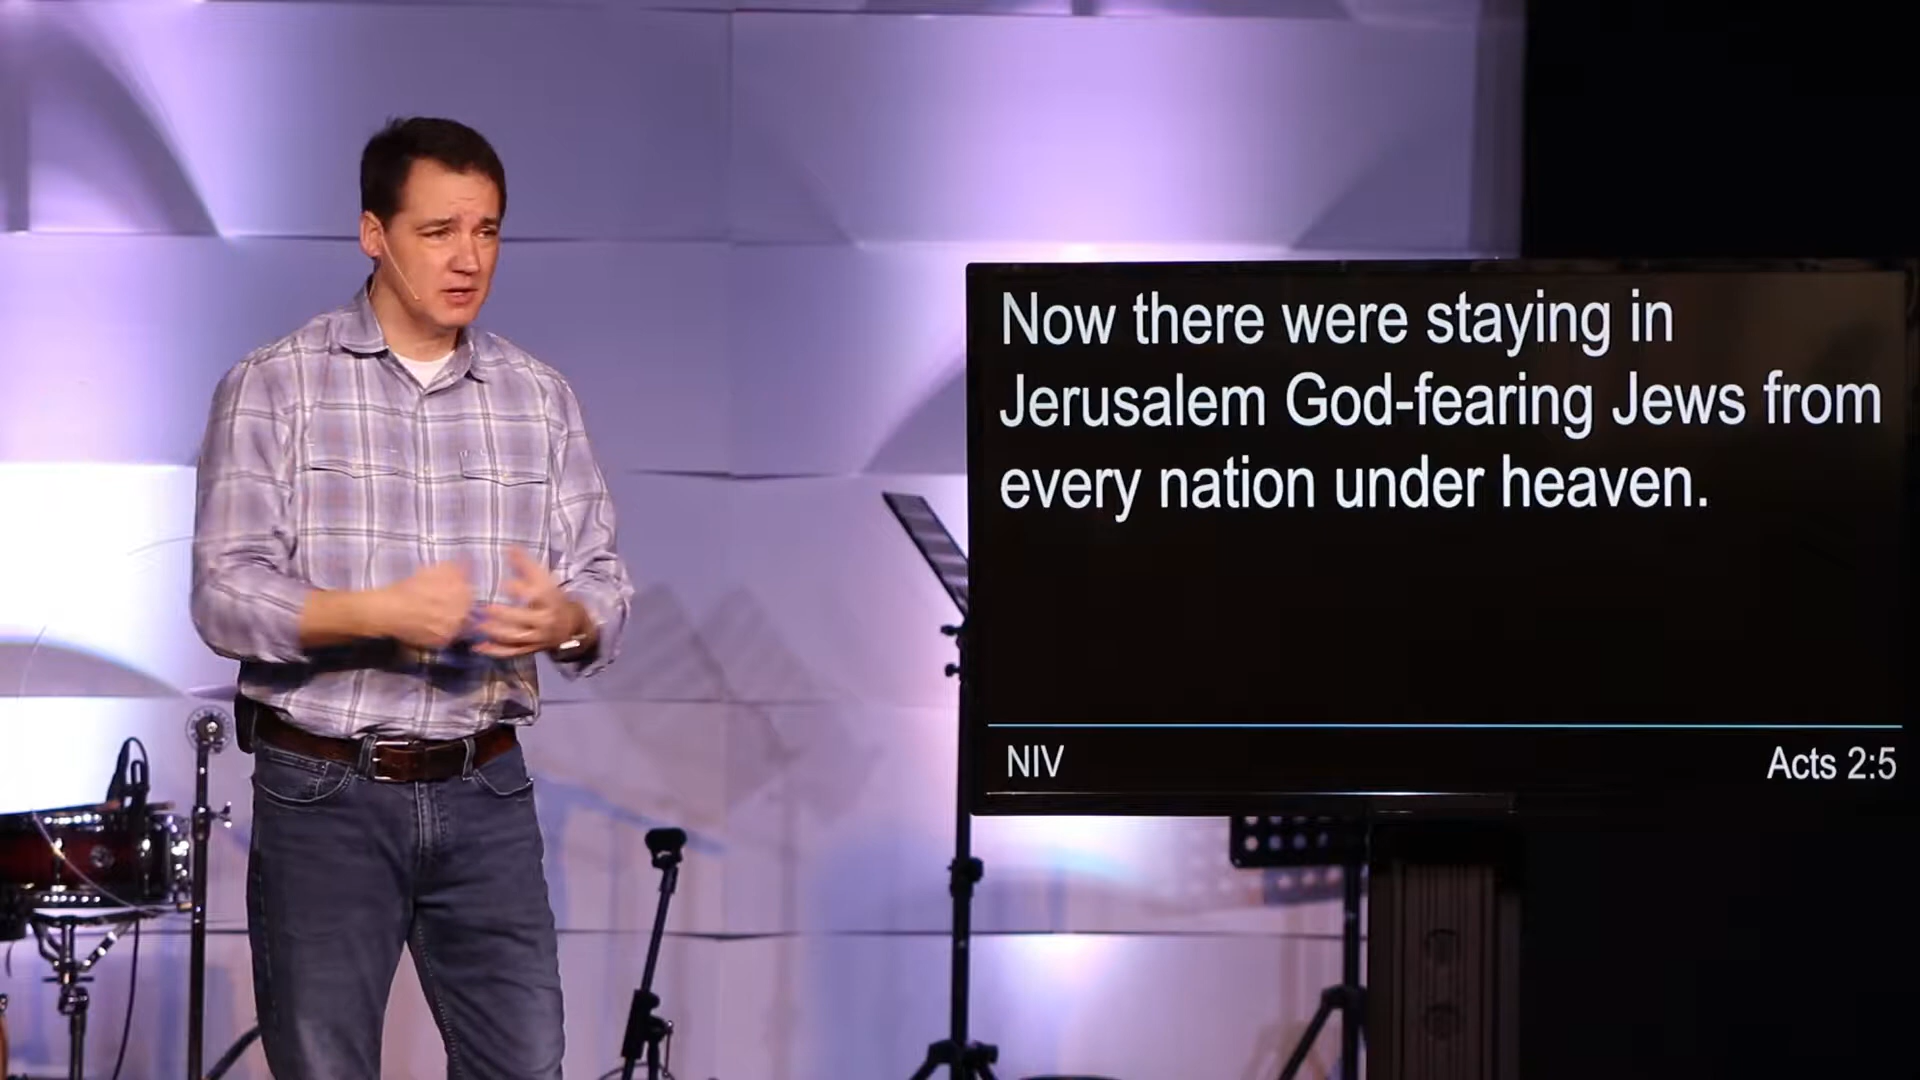 Now there were staying in
Jerusalem God-fearing Jews from
every nation under heaven.
NIV
Acts 2:5